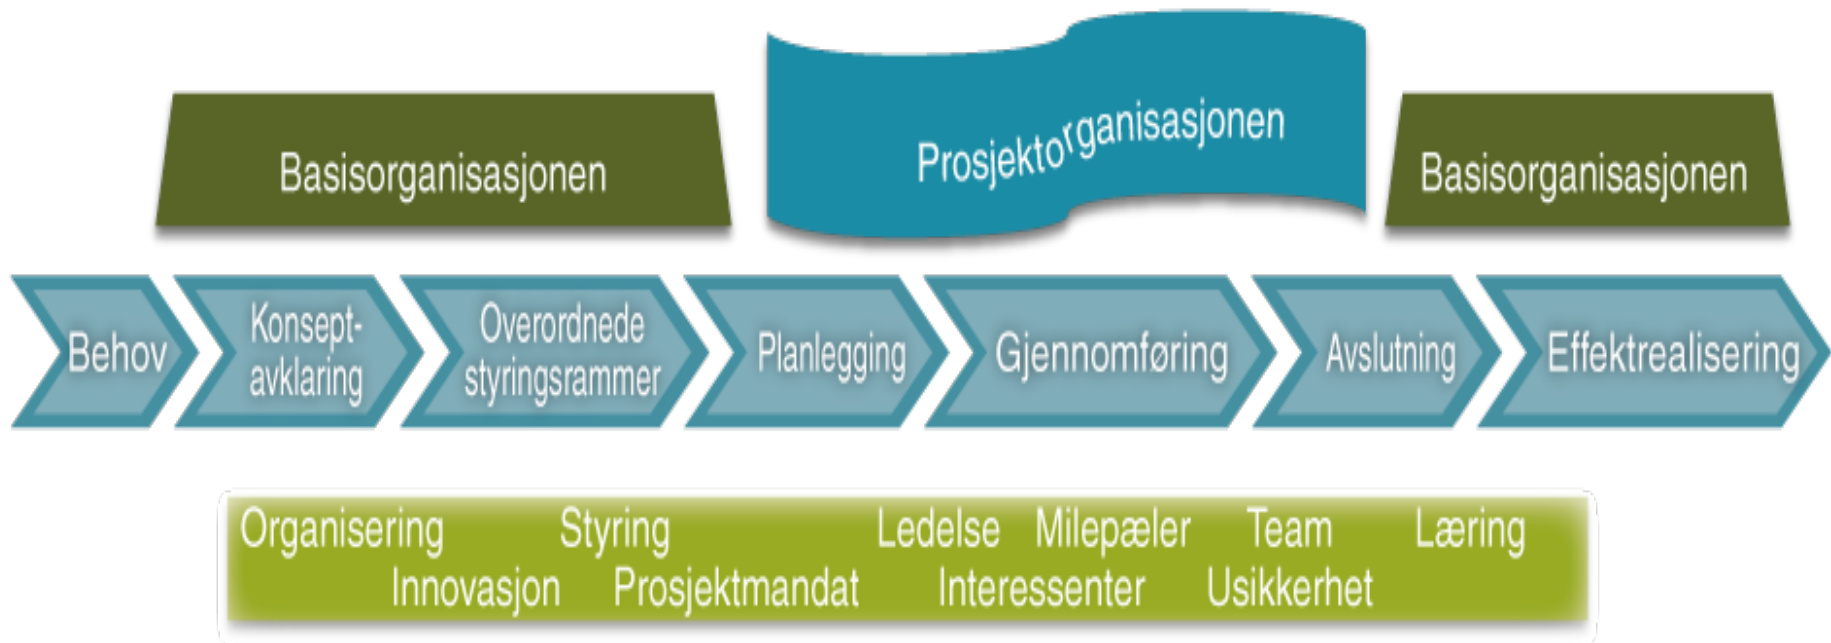 Basisorganisasjonen
Prosjektorganisasjonen
Basisorganisasjonen
Behov
Konsept-
avklaring
Overordnede
styringsrammer
Planlegging
Gjennomføring
Avslutning
Effektrealisering
Organisering Styring Ledelse Milepæler Team Læring
Innovasjon Prosjektmandat Interessenter Usikkerhet